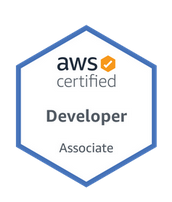 aws
certified
Developer
Associate